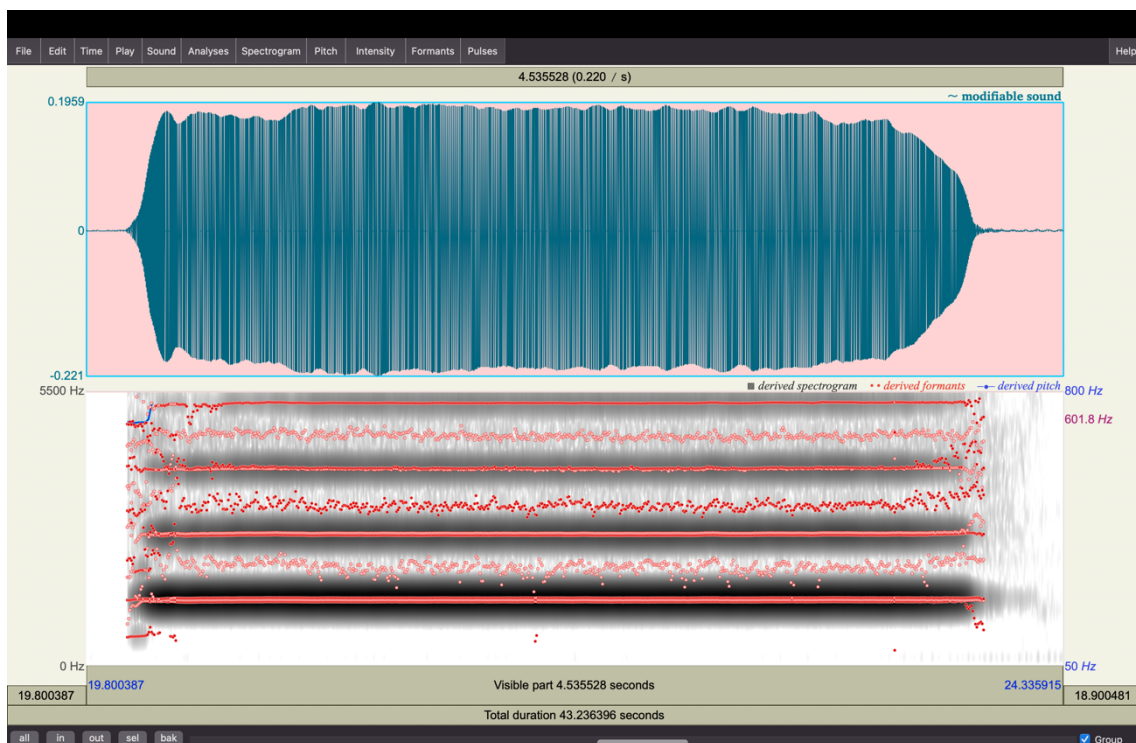 File Edit Time Play Sound Analyses Spectrogram Pitch Intensity Formants Pulses Help
4.535528 (0.220 / s)
0.1959
~ modifiable sound
0
-0.221
5500 Hz
■ derived spectrogram •• derived formants –●– derived pitch
800 Hz
601.8 Hz
0 Hz
50 Hz
19.800387
Visible part 4.535528 seconds
24.335915
19.800387
18.900481
Total duration 43.236396 seconds
all in out sel bak
Group